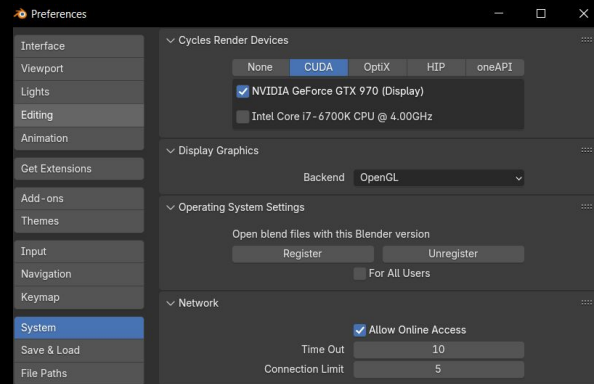 Preferences
Interface
Viewport
Lights
Editing
Animation
Get Extensions
Add-ons
Themes
Input
Navigation
Keymap
System
Save & Load
File Paths
Cycles Render Devices
None CUDA OptiX HIP oneAPI
NVIDIA GeForce GTX 970 (Display)
Intel Core i7-6700K CPU @ 4.00GHz
Display Graphics
Backend OpenGL
Operating System Settings
Open blend files with this Blender version
Register Unregister
For All Users
Network
Allow Online Access
Time Out 10
Connection Limit 5